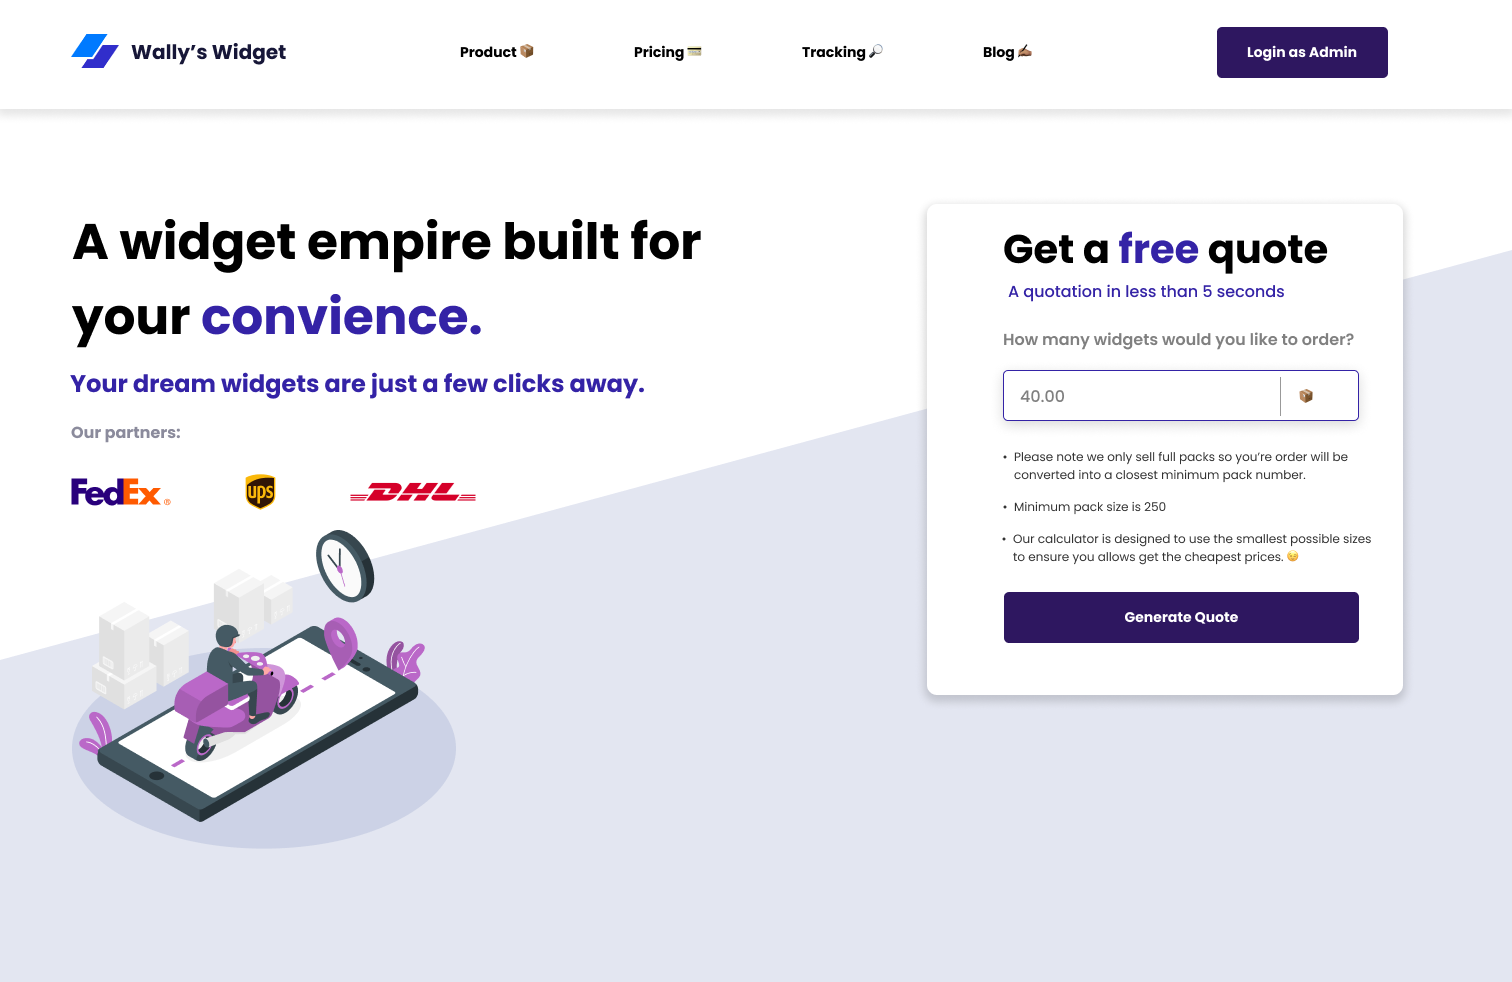 Wally’s Widget
Product📦
Pricing💳
Tracking🔎
Blog✍🏾
Login as Admin
A widget empire built for
your convience.
Your dream widgets are just a few clicks away.
Our partners:
FedEx®
ups
DHL
Get a free quote
A quotation in less than 5 seconds
How many widgets would you like to order?
40.00 📦
• Please note we only sell full packs so you’re order will be
converted into a closest minimum pack number.
• Minimum pack size is 250
• Our calculator is designed to use the smallest possible sizes
to ensure you allows get the cheapest prices. 😉
Generate Quote